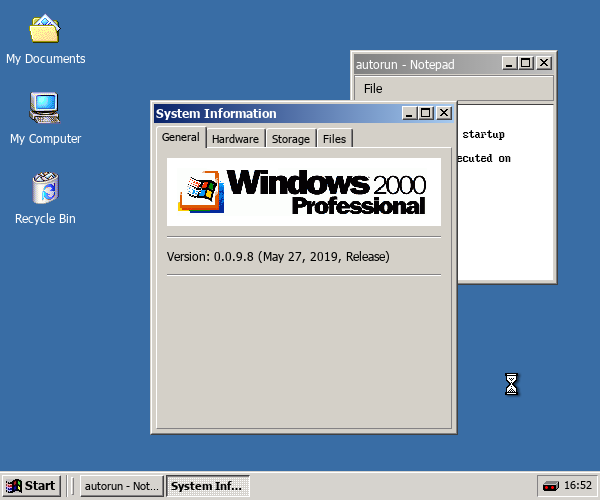 My Documents
My Computer
Recycle Bin
autorun - Notepad
File
startup
ecuted on
System Information
General
Hardware
Storage
Files
Windows 2000
Professional
Version: 0.0.9.8 (May 27, 2019, Release)
Start
autorun - Not...
System Inf...
16:52